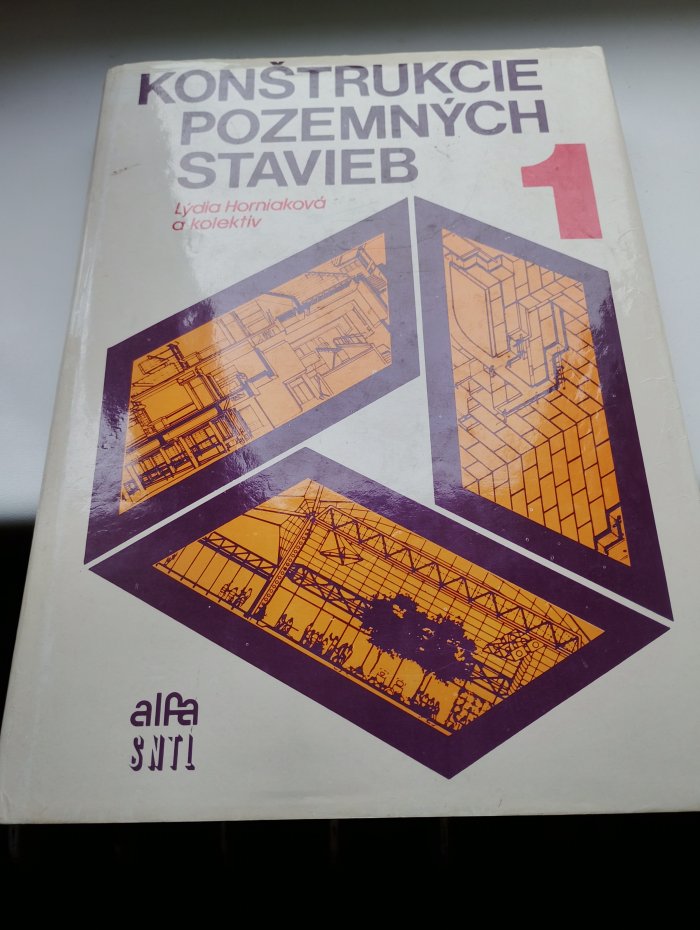 KONŠTRUKCIE
POZEMNÝCH
STAVIEB
1
Lýdia Horniaková
a kolektív
alfa
SNTL